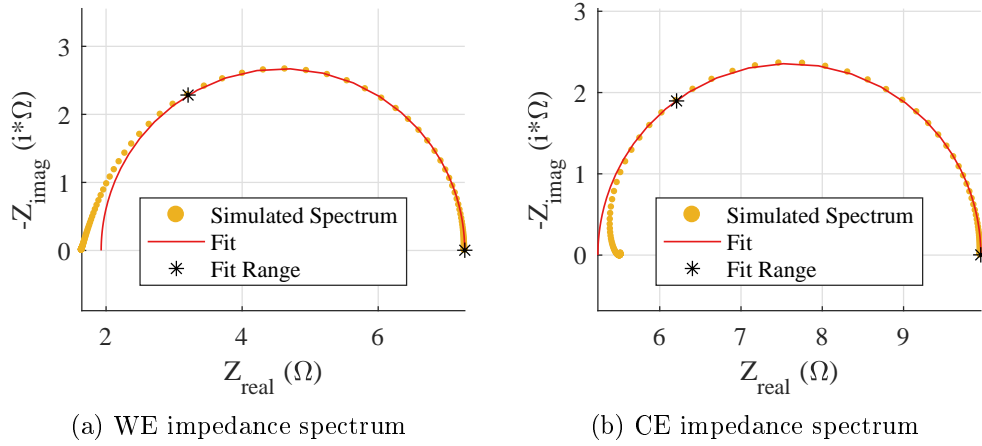 3
2
1
0
-Z_imag (i*Ω)
Simulated Spectrum
Fit
Fit Range
2
4
6
Z_real (Ω)
(a) WE impedance spectrum
3
2
1
0
-Z_imag (i*Ω)
Simulated Spectrum
Fit
Fit Range
6
7
8
9
Z_real (Ω)
(b) CE impedance spectrum